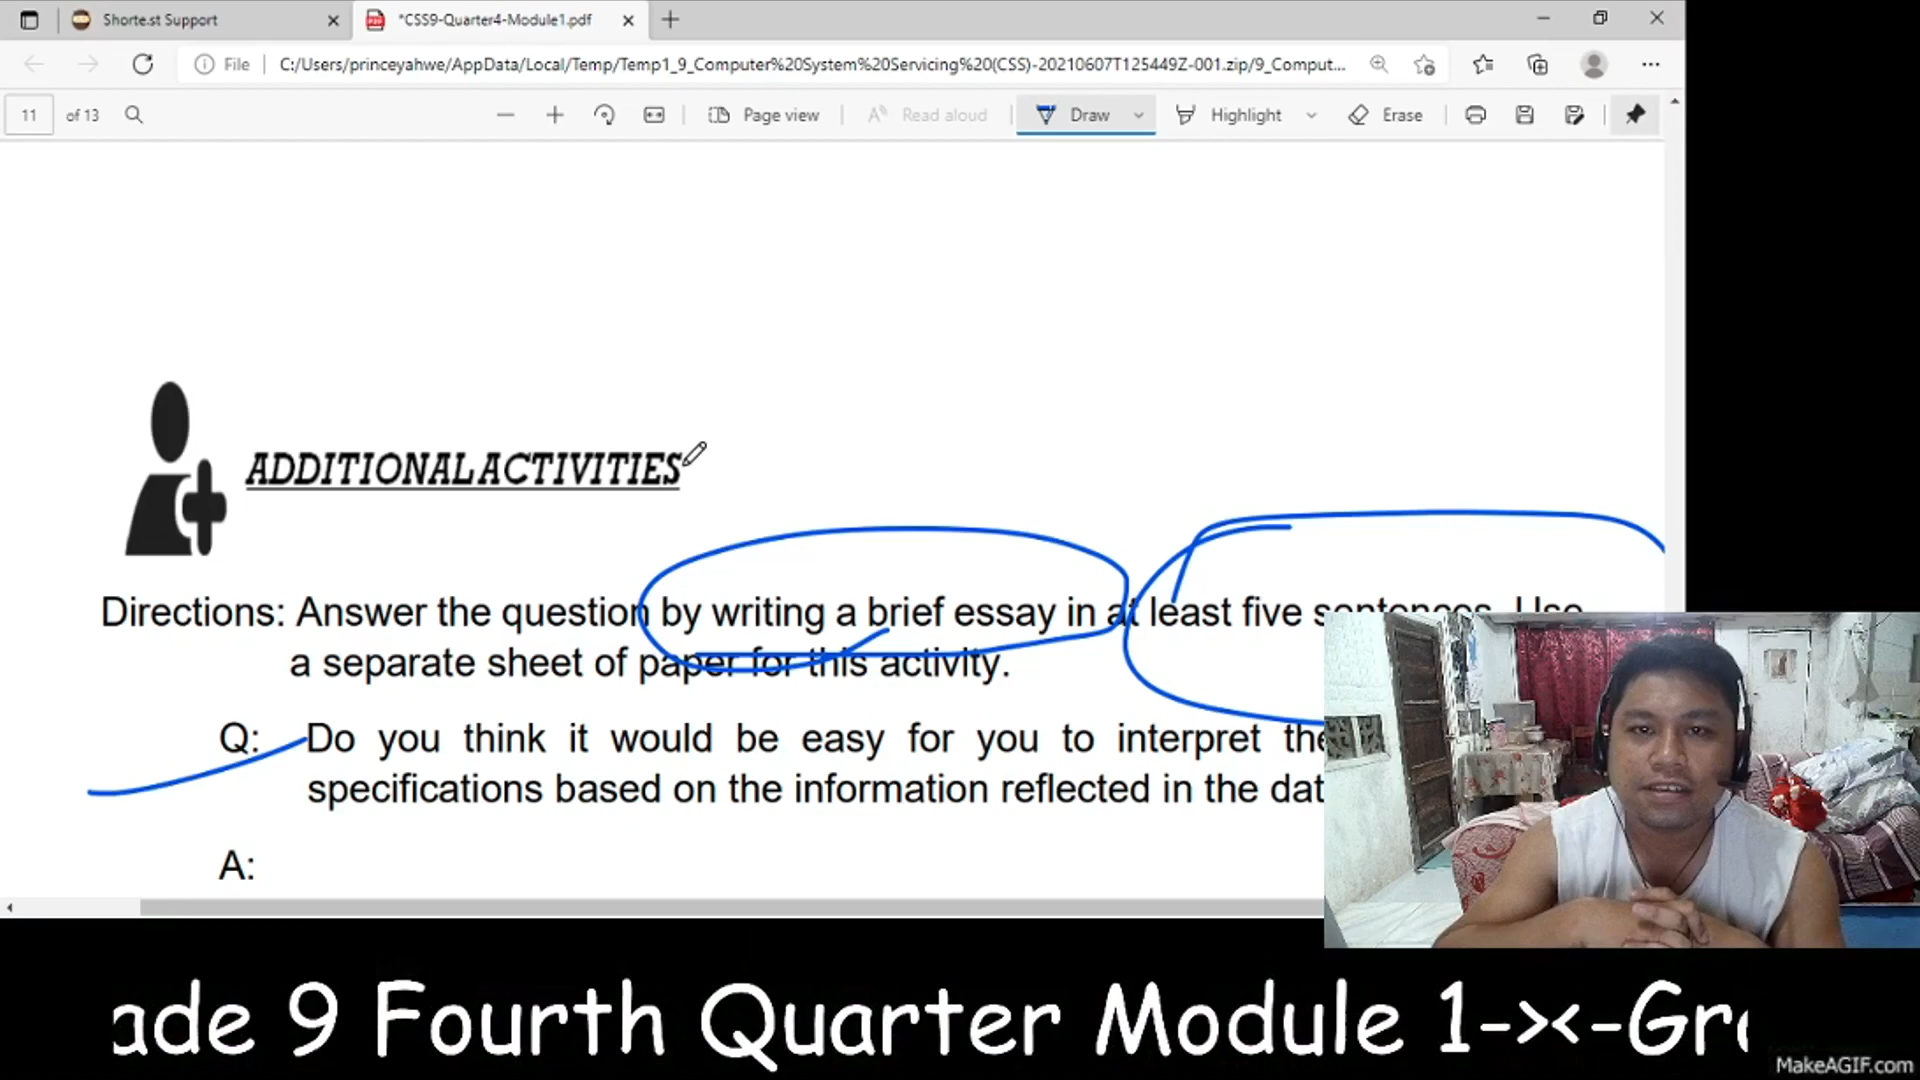 Shorte.st Support
*CSS9-Quarter4-Module1.pdf
File
C:/Users/princeyahwe/AppData/Local/Temp/Temp1_9_Computer%20System%20Servicing%20(CSS)-20210607T125449Z-001.zip/9_Comput...
11 of 13
Page view
Read aloud
Draw
Highlight
Erase
ADDITIONAL ACTIVITIES
Directions: Answer the question by writing a brief essay in at least five sentences. Use
a separate sheet of paper for this activity.
Q: Do you think it would be easy for you to interpret the
specifications based on the information reflected in the dat
A:
ade 9 Fourth Quarter Module 1-><-Gra
MakeAGIF.com